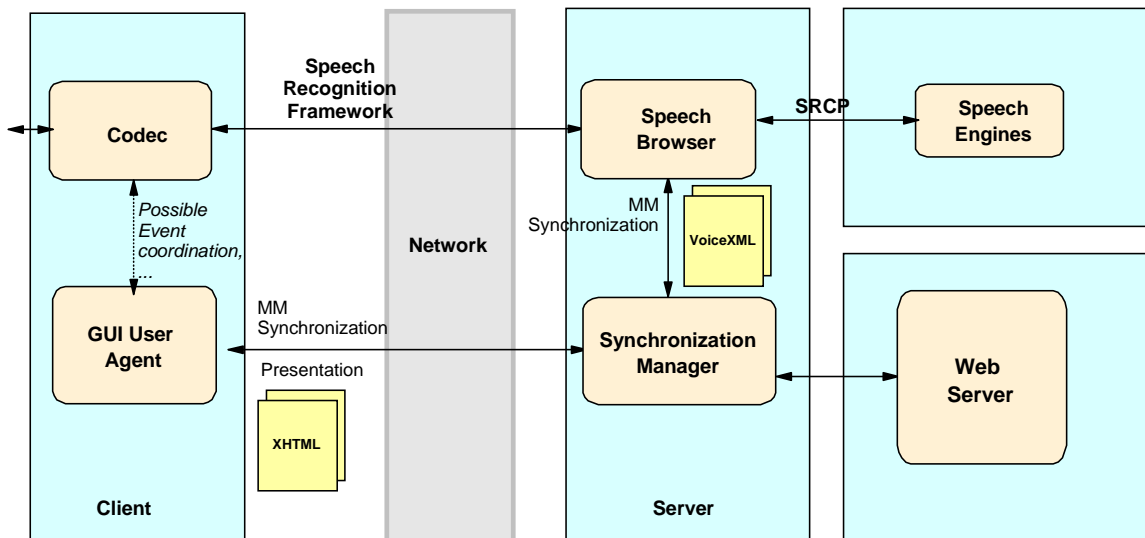 Speech
Recognition
Framework
Codec
Speech
Browser
SRCP
Speech
Engines
Possible
Event
coordination,
...
MM
Synchronization
VoiceXML
Network
GUI User
Agent
MM
Synchronization
Synchronization
Manager
Web
Server
Presentation
XHTML
Client
Server